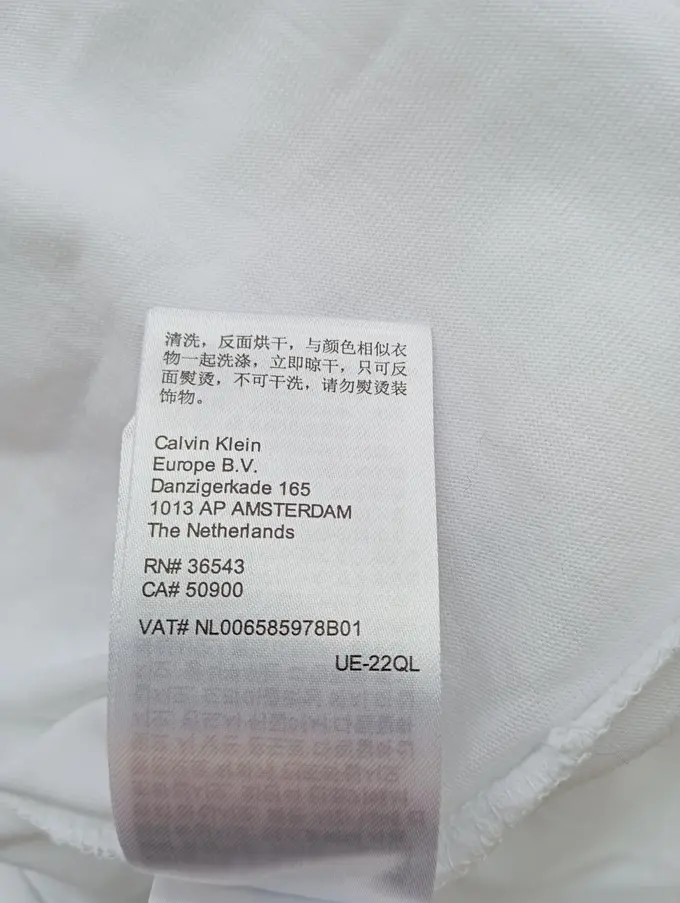 清洗，反面烘干，与颜色相似衣
物一起洗涤，立即晾干，只可反
面熨烫，不可干洗，请勿熨烫装
饰物。
Calvin Klein
Europe B.V.
Danzigerkade 165
1013 AP AMSTERDAM
The Netherlands
RN# 36543
CA# 50900
VAT# NL006585978B01
UE-22QL